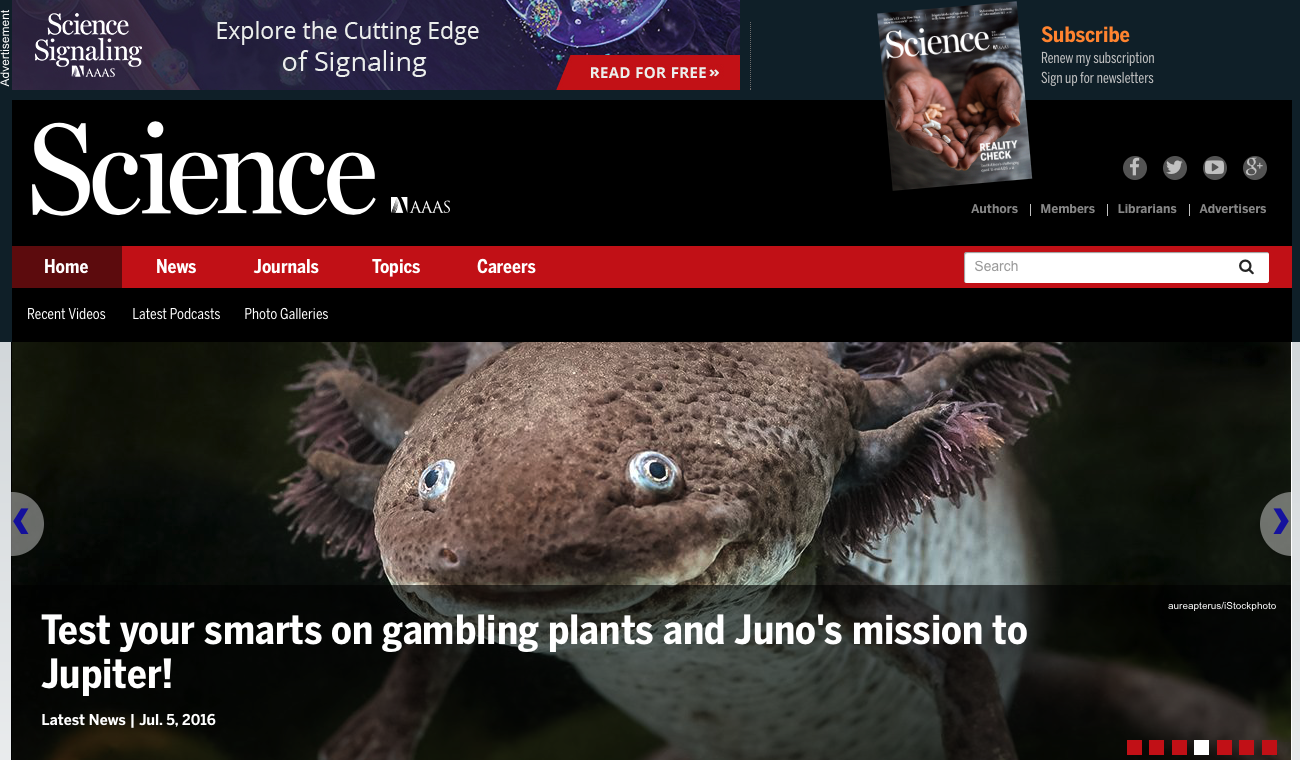 Advertisement
Science
Signaling
AAAS
Explore the Cutting Edge
of Signaling
READ FOR FREE»
Science
REALITY
CHECK
Subscribe
Renew my subscription
Sign up for newsletters
Science
AAAS
Authors | Members | Librarians | Advertisers
Home News Journals Topics Careers
Search
Recent Videos Latest Podcasts Photo Galleries
aureapterus/iStockphoto
Test your smarts on gambling plants and Juno's mission to
Jupiter!
Latest News | Jul. 5, 2016